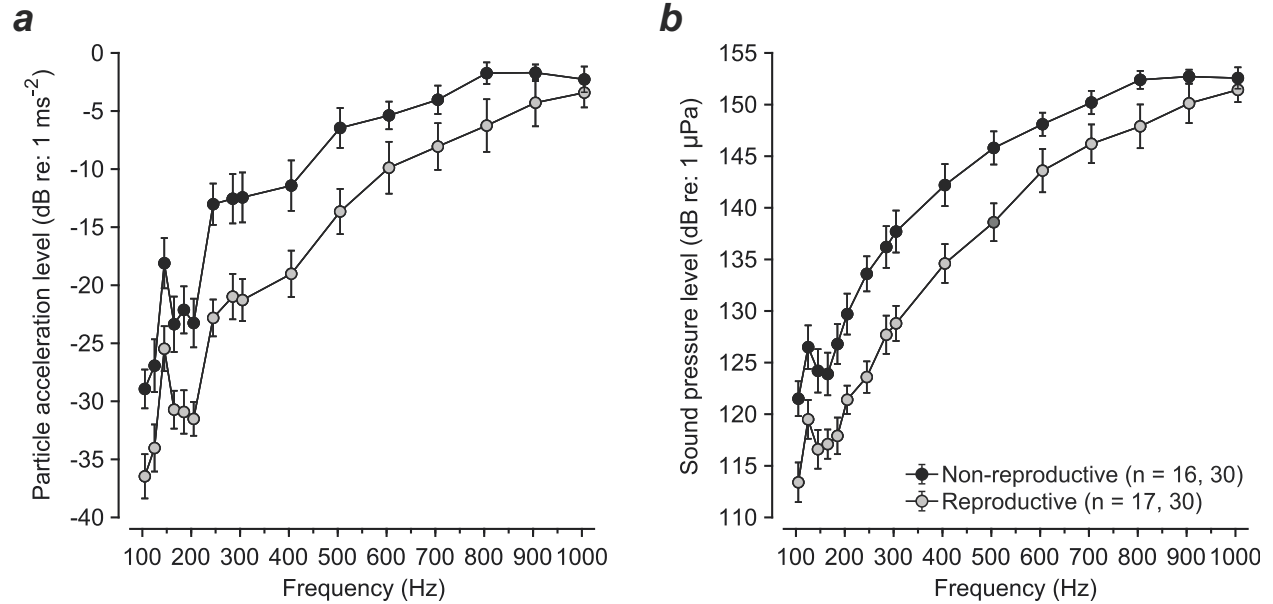 a
b
Particle acceleration level (dB re: 1 ms⁻²)
0
-5
-10
-15
-20
-25
-30
-35
-40
100 200 300 400 500 600 700 800 900 1000
Frequency (Hz)
Sound pressure level (dB re: 1 µPa)
155
150
145
140
135
130
125
120
115
110
Non-reproductive (n = 16, 30)
Reproductive (n = 17, 30)
100 200 300 400 500 600 700 800 900 1000
Frequency (Hz)